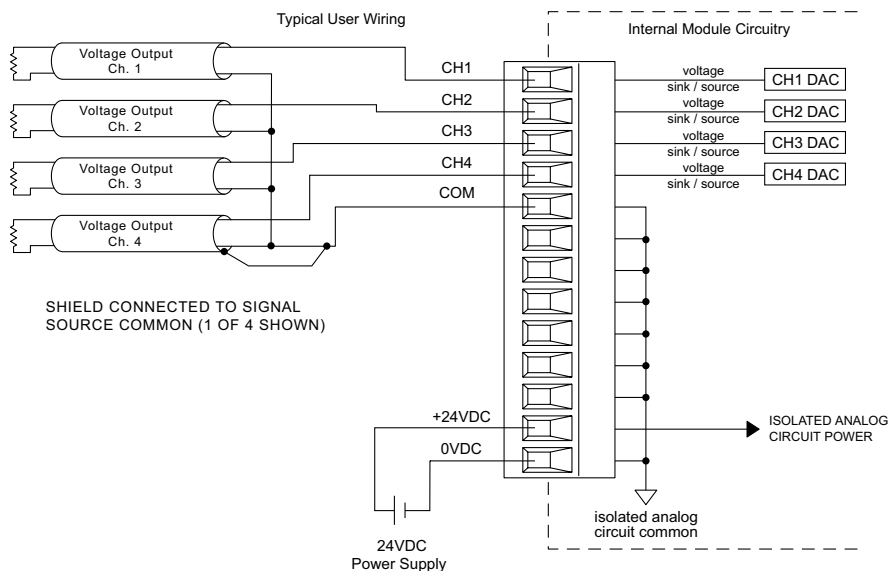 Typical User Wiring
Internal Module Circuitry
Voltage Output
Ch. 1
Voltage Output
Ch. 2
Voltage Output
Ch. 3
Voltage Output
Ch. 4
CH1
CH2
CH3
CH4
COM
voltage
sink / source
CH1 DAC
voltage
sink / source
CH2 DAC
voltage
sink / source
CH3 DAC
voltage
sink / source
CH4 DAC
SHIELD CONNECTED TO SIGNAL
SOURCE COMMON (1 OF 4 SHOWN)
+24VDC
0VDC
ISOLATED ANALOG
CIRCUIT POWER
isolated analog
circuit common
24VDC
Power Supply